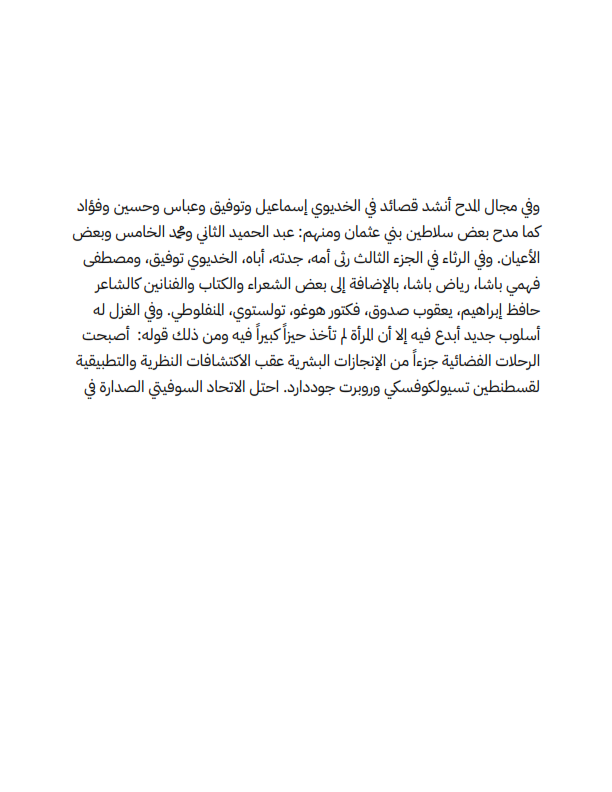 وفي مجال المدح أنشد قصائد في الخديوي إسماعيل وتوفيق وعباس وحسين وفؤاد
كما مدح بعض سلاطين بني عثمان ومنهم: عبد الحميد الثاني ومحمد الخامس وبعض
الأعيان. وفي الرثاء في الجزء الثالث رثى أمه، جدته، أباه، الخديوي توفيق، ومصطفى
فهمي باشا، رياض باشا، بالإضافة إلى بعض الشعراء والكتاب والفنانين كالشاعر
حافظ إبراهيم، يعقوب صدوق، فكتور هوغو، تولستوي، المنفلوطي. وفي الغزل له
أسلوب جديد أبدع فيه إلا أن المرأة لم تأخذ حيزاً كبيراً فيه ومن ذلك قوله: أصبحت
الرحلات الفضائية جزءاً من الإنجازات البشرية عقب الاكتشافات النظرية والتطبيقية
لقسطنطين تسيولكوفسكي وروبرت جوددارد. احتل الاتحاد السوفيتي الصدارة في